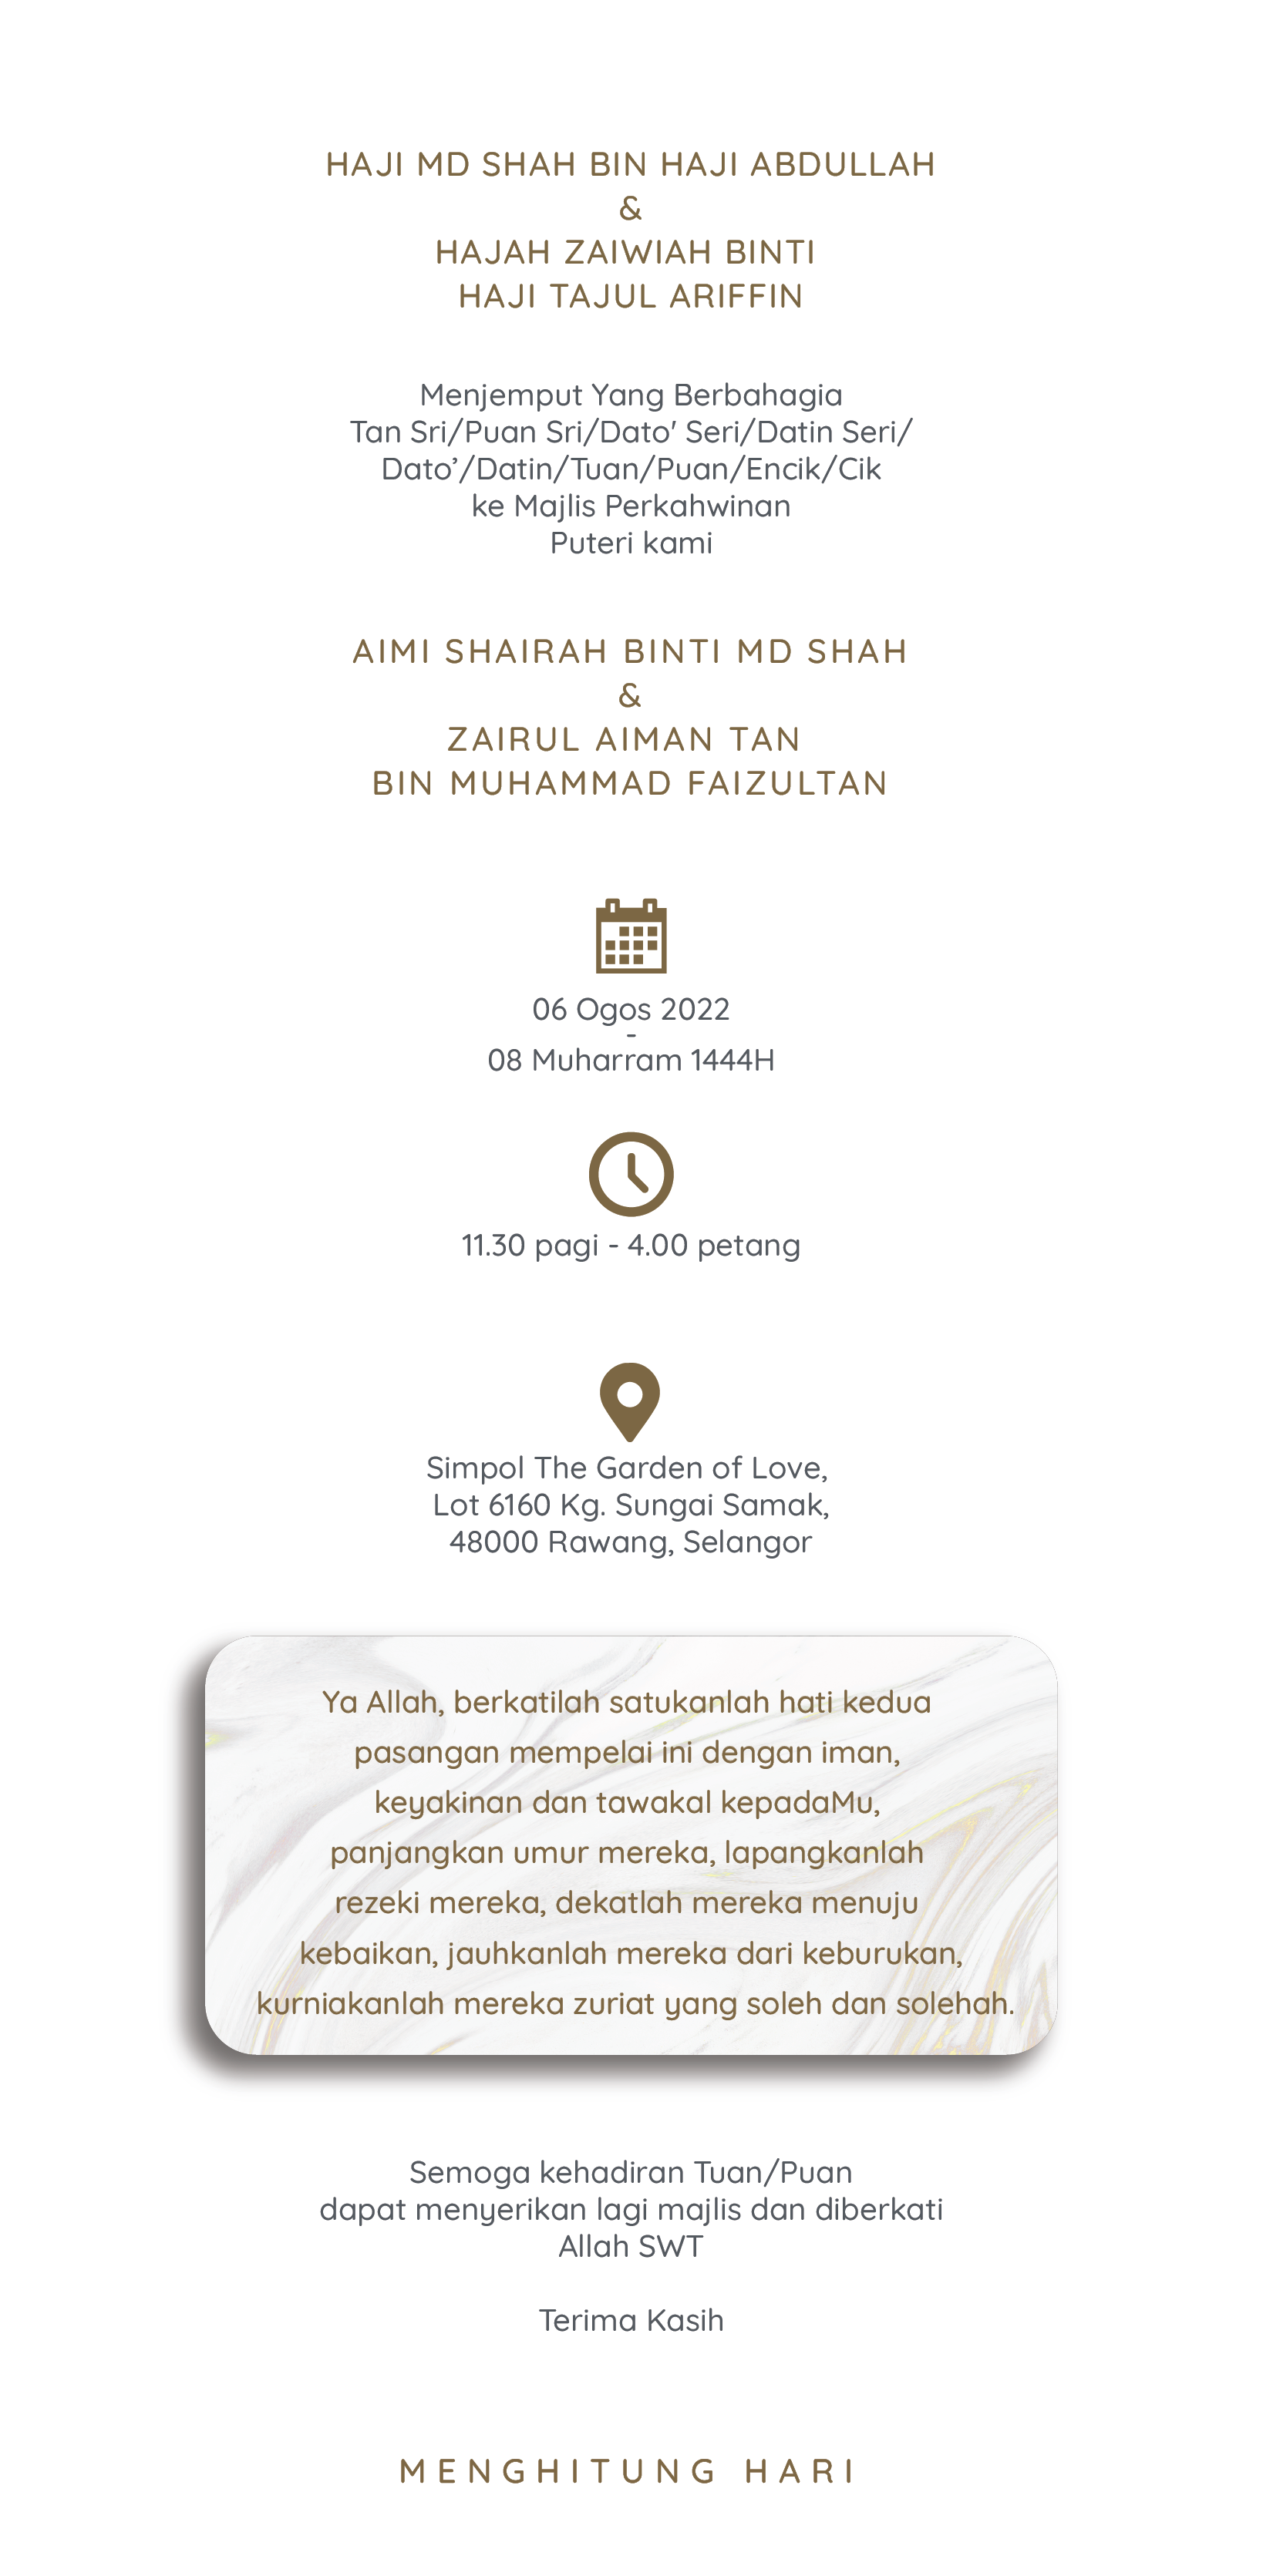 HAJI MD SHAH BIN HAJI ABDULLAH
&
HAJAH ZAIWIAH BINTI
HAJI TAJUL ARIFFIN
Menjemput Yang Berbahagia
Tan Sri/Puan Sri/Dato' Seri/Datin Seri/
Dato’/Datin/Tuan/Puan/Encik/Cik
ke Majlis Perkahwinan
Puteri kami
AIMI SHAIRAH BINTI MD SHAH
&
ZAIRUL AIMAN TAN
BIN MUHAMMAD FAIZULTAN
06 Ogos 2022
-
08 Muharram 1444H
11.30 pagi - 4.00 petang
Simpol The Garden of Love,
Lot 6160 Kg. Sungai Samak,
48000 Rawang, Selangor
Ya Allah, berkatilah satukanlah hati kedua
pasangan mempelai ini dengan iman,
keyakinan dan tawakal kepadaMu,
panjangkan umur mereka, lapangkanlah
rezeki mereka, dekatlah mereka menuju
kebaikan, jauhkanlah mereka dari keburukan,
kurniakanlah mereka zuriat yang soleh dan solehah.
Semoga kehadiran Tuan/Puan
dapat menyerikan lagi majlis dan diberkati
Allah SWT
Terima Kasih
MENGHITUNG HARI